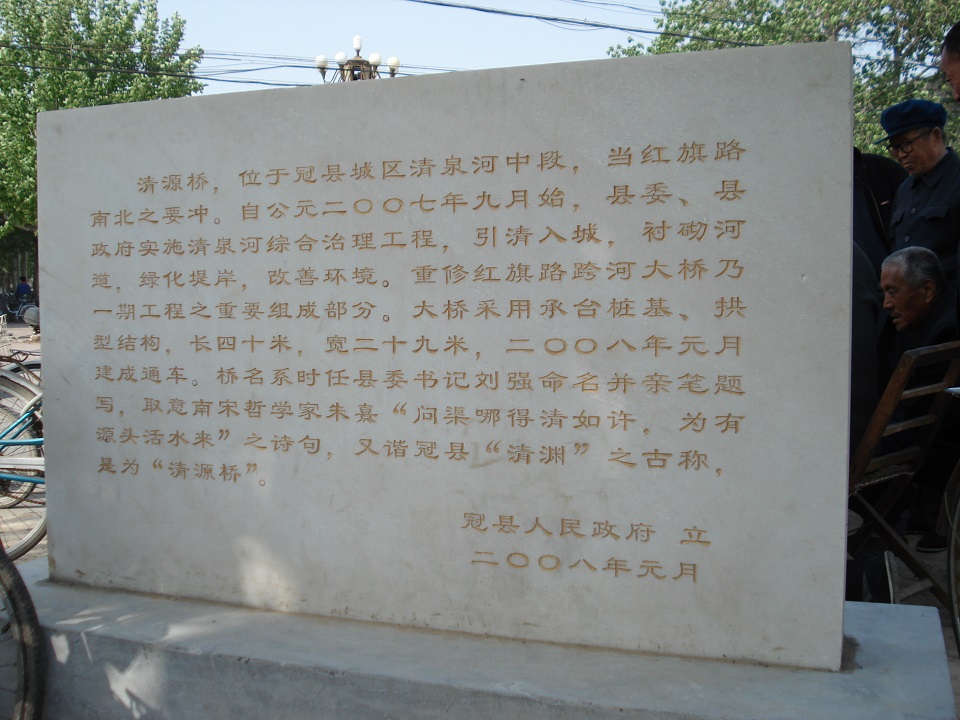 清源桥，位于冠县城区清泉河中段，当红旗路
南北之要冲。自公元二〇〇七年九月始，县委、县
政府实施清泉河综合治理工程，引清入城，衬砌河
道，绿化堤岸，改善环境。重修红旗路跨河大桥乃
一期工程之重要组成部分。大桥采用承台桩基、拱
型结构，长四十米，宽二十九米，二〇〇八年元月
建成通车。桥名系时任县委书记刘强命名并亲笔题
写，取意南宋哲学家朱熹“问渠哪得清如许，为有
源头活水来”之诗句，又谐冠县“清渊”之古称，
是为“清源桥”。
冠县人民政府 立
二〇〇八年元月